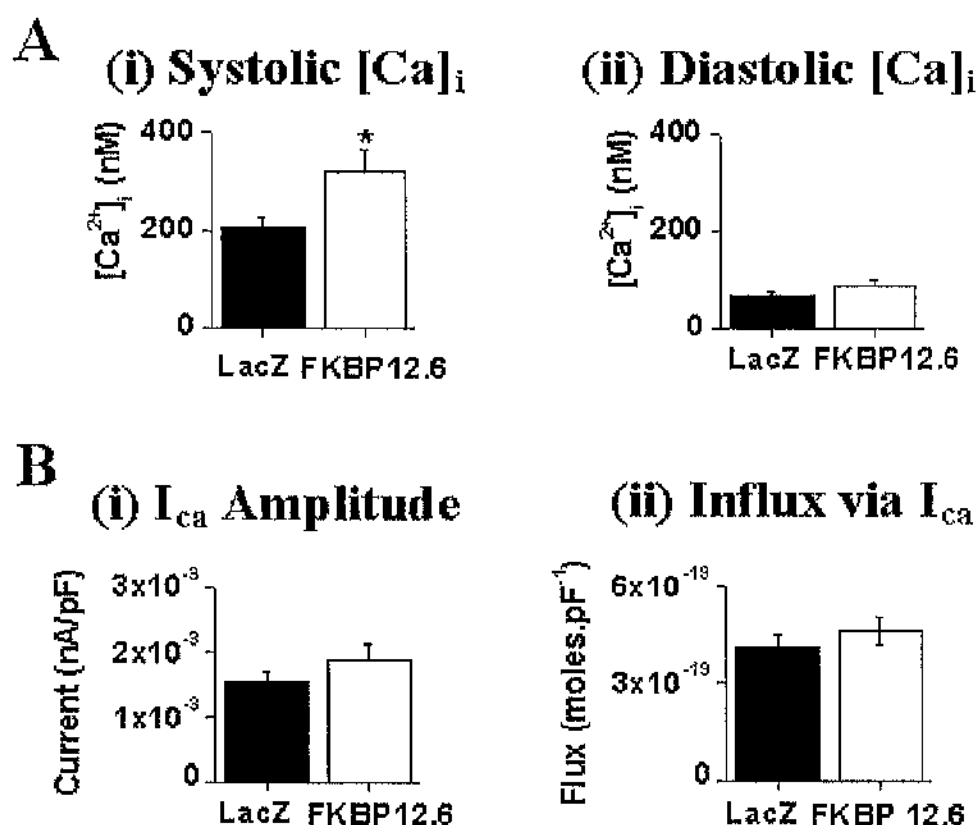 A
(i) Systolic [Ca]i
[Ca2+]i (nM)
400
200
0
LacZ FKBP12.6
(ii) Diastolic [Ca]i
[Ca2+]i (nM)
400
200
0
LacZ FKBP12.6
B
(i) Ica Amplitude
Current (nA/pF)
3x10-3
2x10-3
1x10-3
0
LacZ FKBP12.6
(ii) Influx via Ica
Flux (moles.pF-1)
6x10-19
3x10-19
0
LacZ FKBP 12.6
*